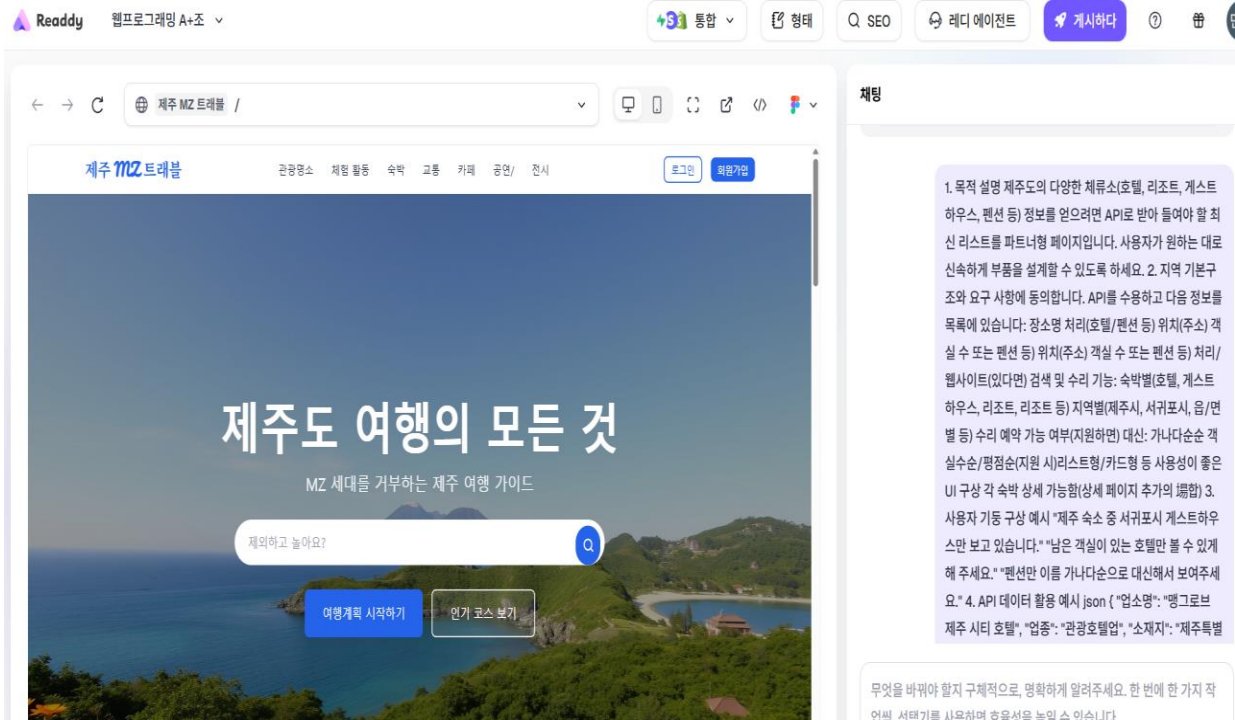 Readdy 웹프로그래밍 A+조 통합 형태 SEO 레디 에이전트 게시하다
제주 MZ 트래블 /
제주 MZ 트래블 관광명소 체험 활동 숙박 교통 카페 공연/ 전시 로그인 회원가입
제주도 여행의 모든 것
MZ 세대를 거부하는 제주 여행 가이드
제외하고 놀아요?
여행계획 시작하기 인기 코스 보기
채팅
1. 목적 설명 제주도의 다양한 체류소(호텔, 리조트, 게스트
하우스, 펜션 등) 정보를 얻으려면 API로 받아 들여야 할 최
신 리스트를 파트너형 페이지입니다. 사용자가 원하는 대로
신속하게 부품을 설계할 수 있도록 하세요. 2. 지역 기본구
조와 요구 사항에 동의합니다. API를 수용하고 다음 정보를
목록에 있습니다: 장소명 처리(호텔/펜션 등) 위치(주소) 객
실 수 또는 펜션 등) 위치(주소) 객실 수 또는 펜션 등) 처리/
웹사이트(있다면) 검색 및 수리 기능: 숙박별(호텔, 게스트
하우스, 리조트, 리조트 등) 지역별(제주시, 서귀포시, 읍/면
별 등) 수리 예약 가능 여부(지원하면) 대신: 가나다순순 객
실수순/평점순(지원 시)리스트형/카드형 등 사용성이 좋은
UI 구상 각 숙박 상세 가능함(상세 페이지 추가의 場합) 3.
사용자 기동 구상 예시 "제주 숙소 중 서귀포시 게스트하우
스만 보고 있습니다." "남은 객실이 있는 호텔만 볼 수 있게
해 주세요." "펜션만 이름 가나다순으로 대신해서 보여주세
요." 4. API 데이터 활용 예시 json { "업소명": "맹그로브
제주 시티 호텔", "업종": "관광호텔업", "소재지": "제주특별
무엇을 바꿔야 할지 구체적으로, 명확하게 알려주세요. 한 번에 한 가지 작